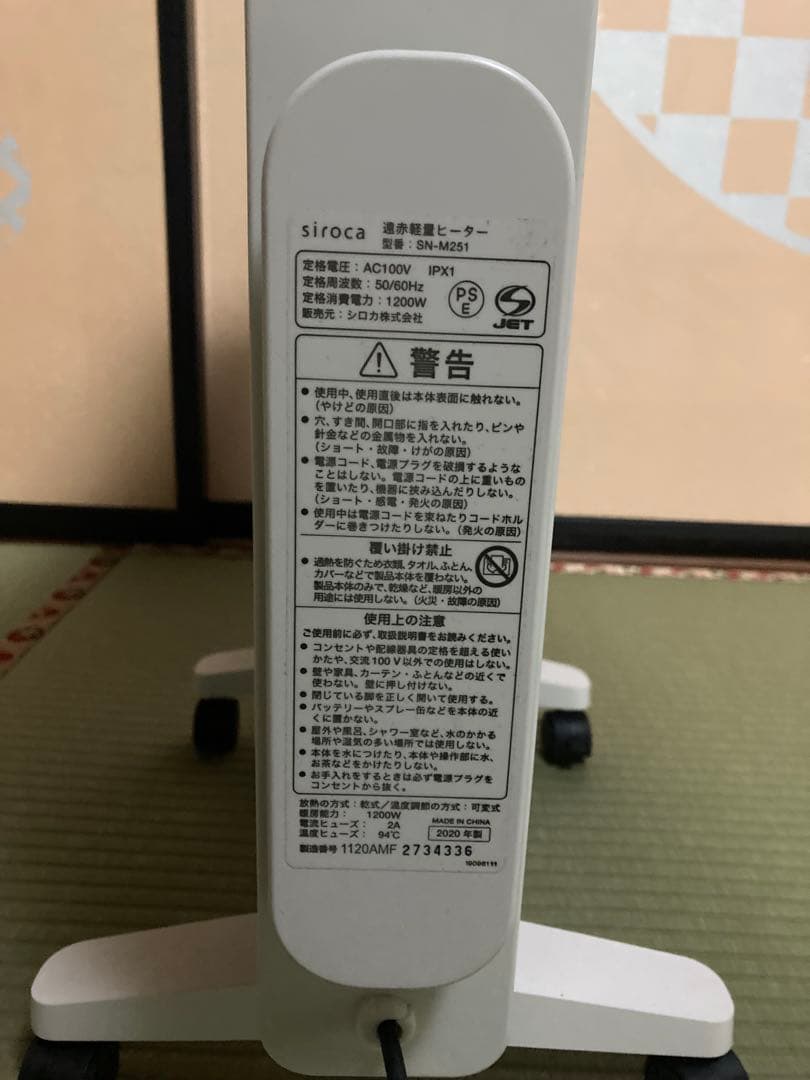 siroca 遠赤軽量ヒーター
型番：SN-M251
定格電圧：AC100V IPX1
定格周波数：50/60Hz
定格消費電力：1200W
販売元：シロカ株式会社
PS
E
JET
警告
● 使用中、使用直後は本体表面に触れない。
（やけどの原因）
● 穴、すき間、開口部に指を入れたり、ピンや
針金などの金属物を入れない。
（ショート・故障・けがの原因）
● 電源コード、電源プラグを破損するような
ことはしない。電源コードの上に重いもの
を置いたり、機器に挟み込んだりしない。
（ショート・感電・発火の原因）
● 使用中は電源コードを束ねたりコードホル
ダーに巻きつけたりしない。（発火の原因）
覆い掛け禁止
● 過熱を防ぐため衣類、タオル、ふとん、
カバーなどで製品本体を覆わない。
製品本体のみで、乾燥など、暖房以外の
用途には使用しない。（火災・故障の原因）
使用上の注意
ご使用前に必ず、取扱説明書をお読みください。
● コンセントや配線器具の定格を超える使い
かたや、交流100V以外での使用はしない。
● 壁や家具、カーテン・ふとんなどの近くで
使わない。壁に押し付けない。
● 閉じている脚を正しく開いて使用する。
● バッテリーやスプレー缶などを本体の近
くに置かない。
● 屋外や風呂、シャワー室など、水のかかる
場所や湿気の多い場所では使用しない。
● 本体を水につけたり、本体や操作部に水、
お茶などをかけたりしない。
● お手入れをするときは必ず電源プラグを
コンセントから抜く。
放熱の方式：乾式／温度調節の方式：可変式
暖房能力： 1200W
電流ヒューズ： 2A
温度ヒューズ： 94℃
MADE IN CHINA
2020年製
製造番号 1120AMF 2734336
19098111